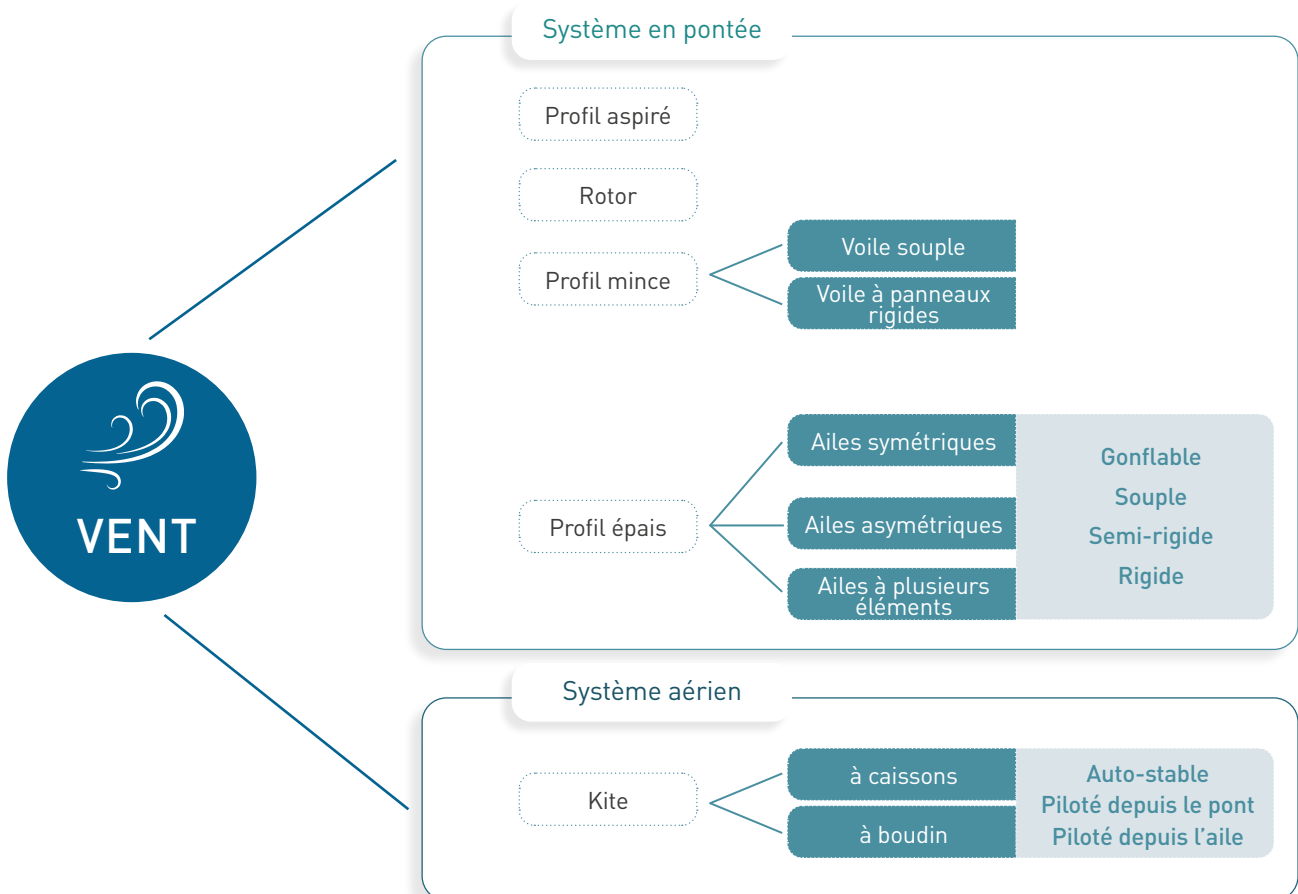 Système en pontée
Profil aspiré
Rotor
Profil mince
Voile souple
Voile à panneaux
rigides
VENT
Profil épais
Ailes symétriques
Ailes asymétriques
Ailes à plusieurs
éléments
Gonflable
Souple
Semi-rigide
Rigide
Système aérien
Kite
à caissons
à boudin
Auto-stable
Piloté depuis le pont
Piloté depuis l’aile